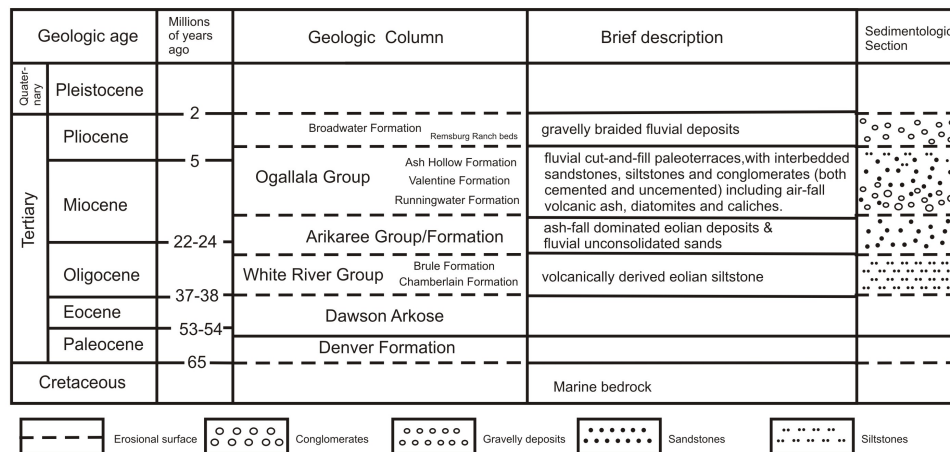 Geologic age
Millions
of years
ago
Geologic Column
Brief description
Sedimentologic
Section
Quater-
nary
Pleistocene
2
Tertiary
Pliocene
Broadwater Formation
Remsburg Ranch beds
gravelly braided fluvial deposits
5
Miocene
Ogallala Group
Ash Hollow Formation
Valentine Formation
Runningwater Formation
fluvial cut-and-fill paleoterraces,with interbedded
sandstones, siltstones and conglomerates (both
cemented and uncemented) including air-fall
volcanic ash, diatomites and caliches.
22-24
Arikaree Group/Formation
ash-fall dominated eolian deposits &
fluvial unconsolidated sands
Oligocene
White River Group
Brule Formation
Chamberlain Formation
volcanically derived eolian siltstone
37-38
Eocene
Dawson Arkose
53-54
Paleocene
Denver Formation
65
Cretaceous
Marine bedrock
Erosional surface
Conglomerates
Gravelly deposits
Sandstones
Siltstones